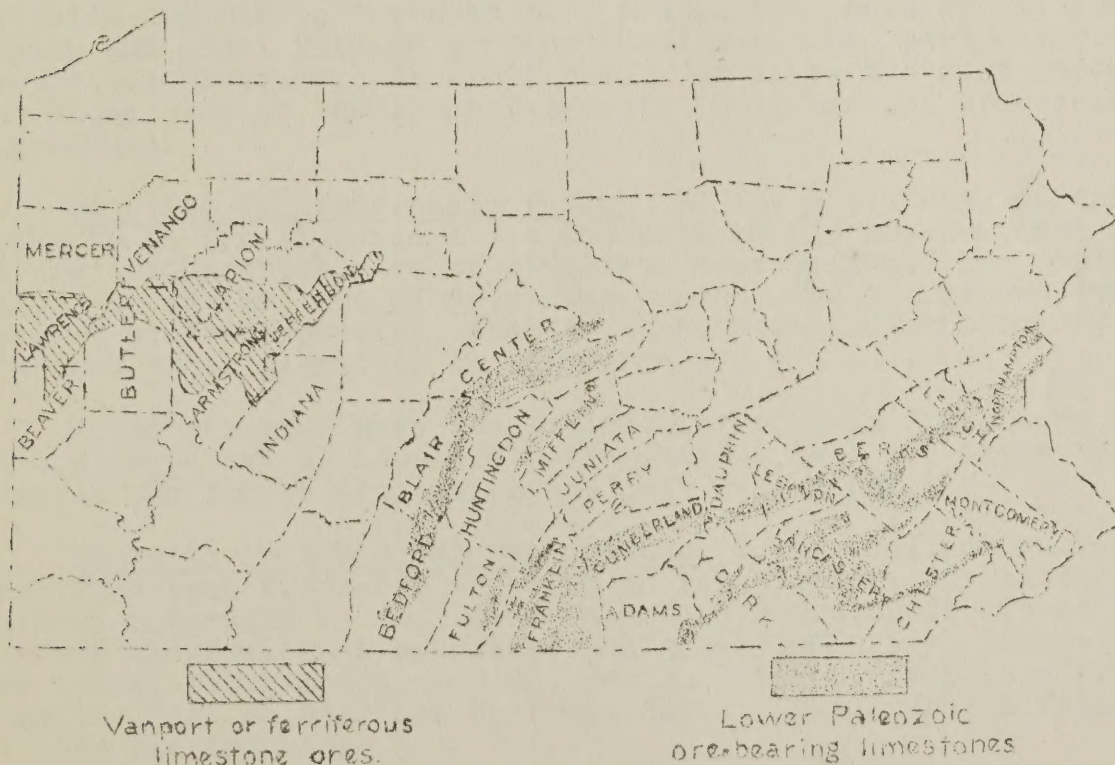 MERCER
VENANGO
CLARION
JEFFERSON
LAWRENCE
BUTLER
ARMSTRONG
BEAVER
INDIANA
CENTER
BLAIR
HUNTINGDON
MIFFLIN
JUNIATA
PERRY
DAUPHIN
LEBANON
BERKS
LEHIGH
NORTHAMPTON
MONTGOMERY
BEDFORD
FULTON
FRANKLIN
CUMBERLAND
ADAMS
YORK
LANCASTER
CHESTER
Vanport or ferriferous
limestone ores.
Lower Paleozoic
ore-bearing limestones